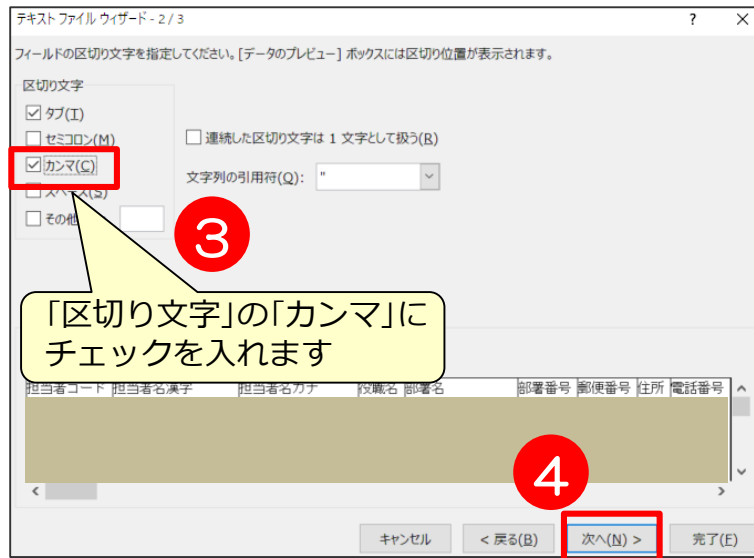 テキスト ファイル ウィザード - 2 / 3
? ×
フィールドの区切り文字を指定してください。[データのプレビュー] ボックスには区切り位置が表示されます。
区切り文字
タブ(T)
セミコロン(M)
連続した区切り文字は 1 文字として扱う(R)
カンマ(C)
文字列の引用符(Q): "
スペース(S)
その他
3
「区切り文字」の「カンマ」に
チェックを入れます
担当者コード 担当者名漢字 担当者名カナ 役職名 部署名 部署番号 郵便番号 住所 電話番号
4
キャンセル < 戻る(B) 次へ(N) > 完了(F)